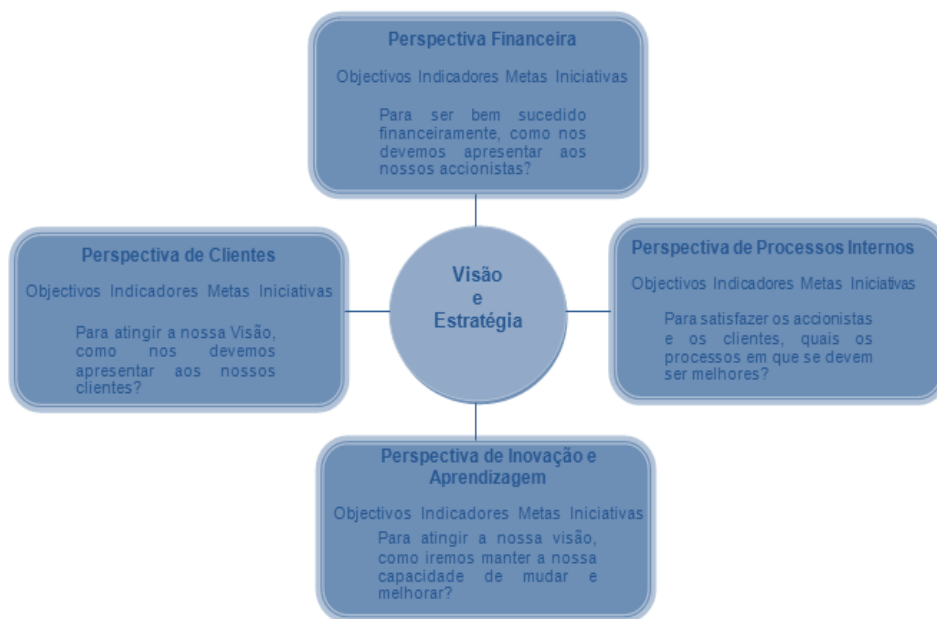 Perspectiva Financeira
Objectivos Indicadores Metas Iniciativas
Para ser bem sucedido
financeiramente, como nos
devemos apresentar aos
nossos accionistas?
Perspectiva de Clientes
Objectivos Indicadores Metas Iniciativas
Para atingir a nossa Visão,
como nos devemos
apresentar aos nossos
clientes?
Visão
e
Estratégia
Perspectiva de Processos Internos
Objectivos Indicadores Metas Iniciativas
Para satisfazer os accionistas
e os clientes, quais os
processos em que se devem
ser melhores?
Perspectiva de Inovação e
Aprendizagem
Objectivos Indicadores Metas Iniciativas
Para atingir a nossa visão,
como iremos manter a nossa
capacidade de mudar e
melhorar?